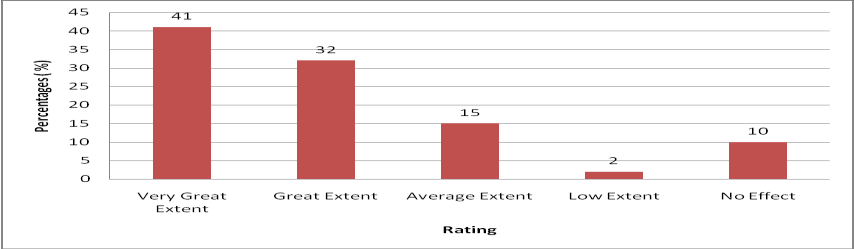 Percentages (%)
45
40
35
30
25
20
15
10
5
0
41
32
15
2
10
Very Great
Extent
Great Extent
Average Extent
Low Extent
No Effect
Rating